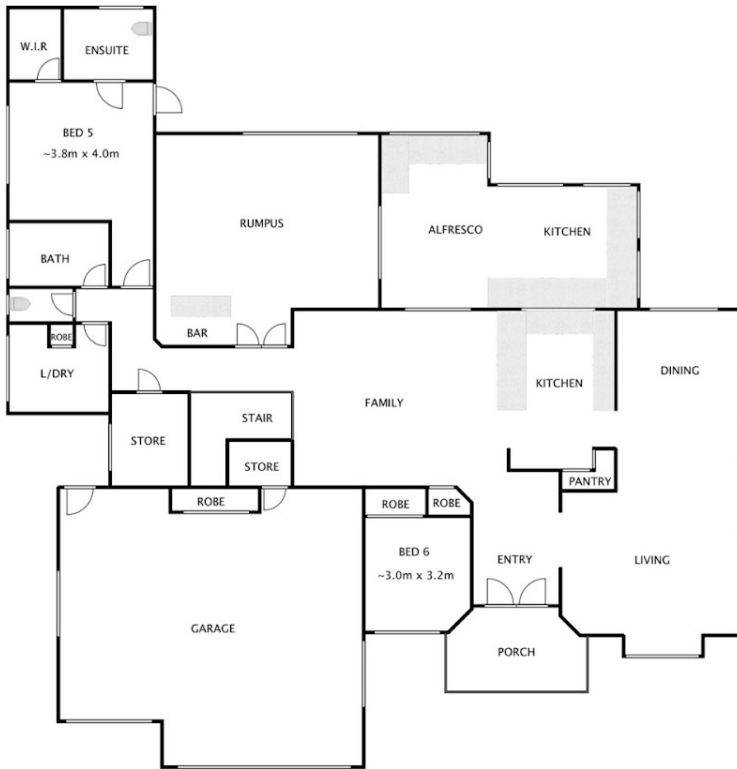 W.I.R
ENSUITE
BED 5
~3.8m x 4.0m
RUMPUS
ALFRESCO
KITCHEN
BATH
BAR
ROBE
L/DRY
KITCHEN
DINING
FAMILY
STAIR
STORE
STORE
PANTRY
ROBE
ROBE
ROBE
BED 6
~3.0m x 3.2m
ENTRY
LIVING
GARAGE
PORCH